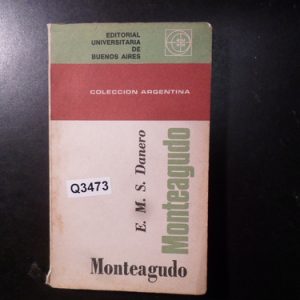 EDITORIAL
UNIVERSITARIA
DE
BUENOS AIRES
COLECCION ARGENTINA
E. M. S. Danero
Monteagudo
Q3473
Monteagudo